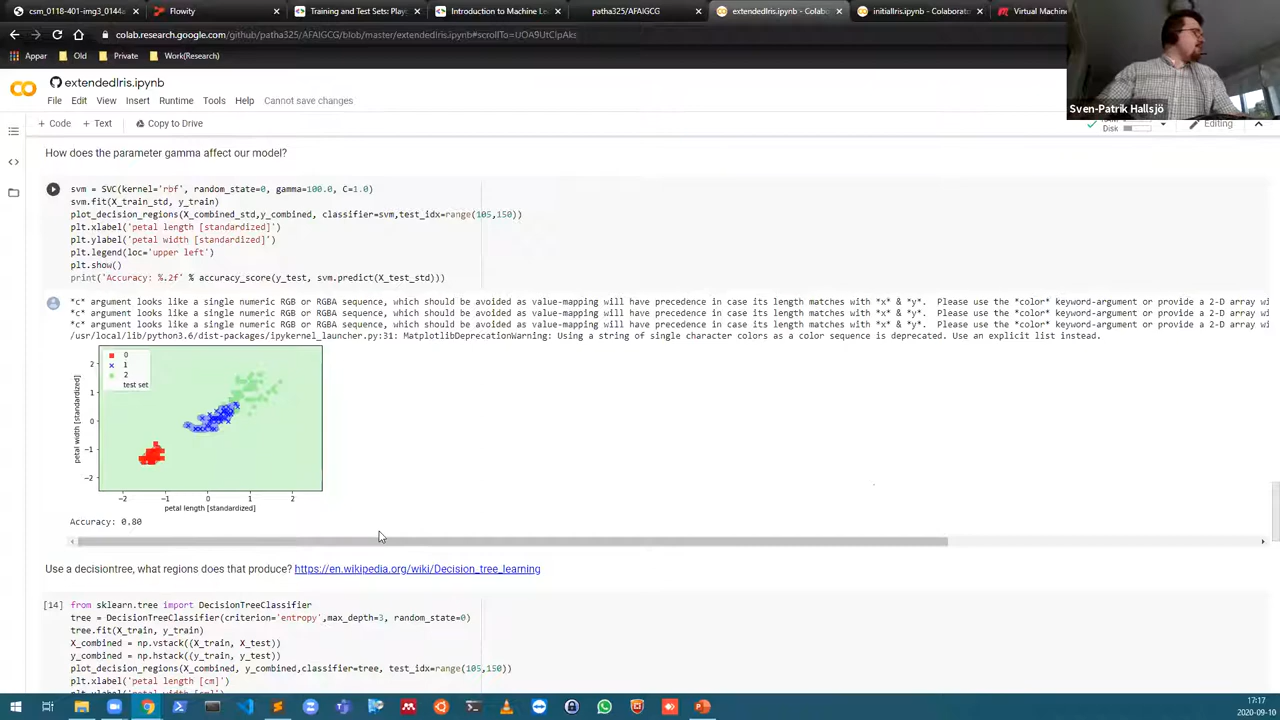 csm_0118-401-img3_0144a
Flowity
Training and Test Sets: Play
Introduction to Machine Le
patha325/AFAIGCG
extendedIris.ipynb - Colab
initialIris.ipynb - Colaborato
Virtual Machin
colab.research.google.com/github/patha325/AFAIGCG/blob/master/extendedIris.ipynb#scrollTo=UOA9UtClpAks
Appar
Old
Private
Work(Research)
Sven-Patrik Hallsjö
extendedIris.ipynb
File Edit View Insert Runtime Tools Help Cannot save changes
+ Code + Text Copy to Drive
Disk
Editing
How does the parameter gamma affect our model?
svm = SVC(kernel='rbf', random_state=0, gamma=100.0, C=1.0)
svm.fit(X_train_std, y_train)
plot_decision_regions(X_combined_std,y_combined, classifier=svm,test_idx=range(105,150))
plt.xlabel('petal length [standardized]')
plt.ylabel('petal width [standardized]')
plt.legend(loc='upper left')
plt.show()
print('Accuracy: %.2f' % accuracy_score(y_test, svm.predict(X_test_std)))
*c* argument looks like a single numeric RGB or RGBA sequence, which should be avoided as value-mapping will have precedence in case its length matches with *x* & *y*. Please use the *color* keyword-argument or provide a 2-D array wi
*c* argument looks like a single numeric RGB or RGBA sequence, which should be avoided as value-mapping will have precedence in case its length matches with *x* & *y*. Please use the *color* keyword-argument or provide a 2-D array wi
*c* argument looks like a single numeric RGB or RGBA sequence, which should be avoided as value-mapping will have precedence in case its length matches with *x* & *y*. Please use the *color* keyword-argument or provide a 2-D array wi
/usr/local/lib/python3.6/dist-packages/ipykernel_launcher.py:31: MatplotlibDeprecationWarning: Using a string of single character colors as a color sequence is deprecated. Use an explicit list instead.
0
1
2
test set
2
1
0
−1
−2
petal width [standardized]
−2 −1 0 1 2
petal length [standardized]
Accuracy: 0.80
Use a decisiontree, what regions does that produce? https://en.wikipedia.org/wiki/Decision_tree_learning
[14] from sklearn.tree import DecisionTreeClassifier
tree = DecisionTreeClassifier(criterion='entropy',max_depth=3, random_state=0)
tree.fit(X_train, y_train)
X_combined = np.vstack((X_train, X_test))
y_combined = np.hstack((y_train, y_test))
plot_decision_regions(X_combined, y_combined,classifier=tree, test_idx=range(105,150))
plt.xlabel('petal length [cm]')
17:17
2020-09-10